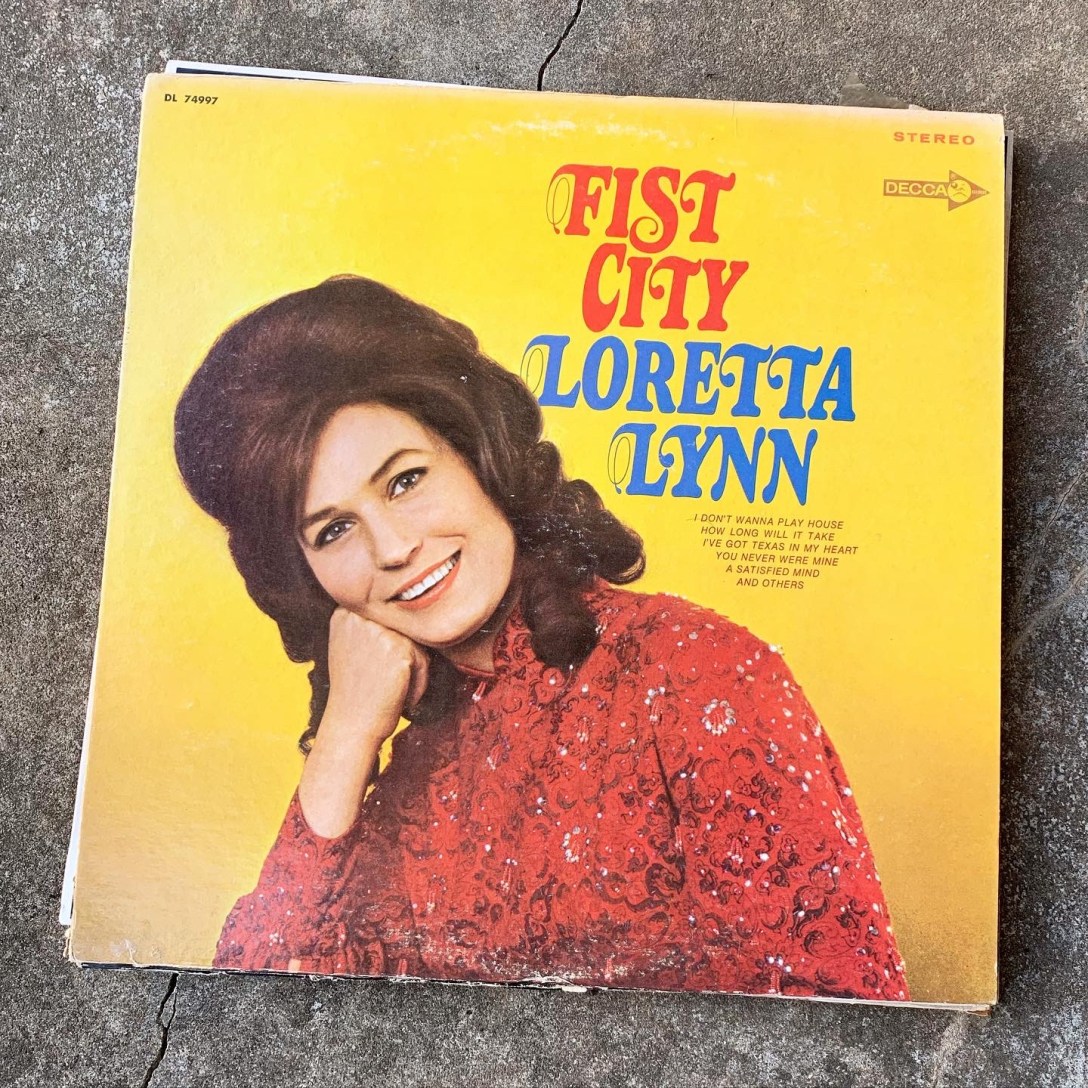 DL 74997
STEREO
DECCA
FIST
CITY
LORETTA
LYNN
I DON'T WANNA PLAY HOUSE
HOW LONG WILL IT TAKE
I'VE GOT TEXAS IN MY HEART
YOU NEVER WERE MINE
A SATISFIED MIND
AND OTHERS